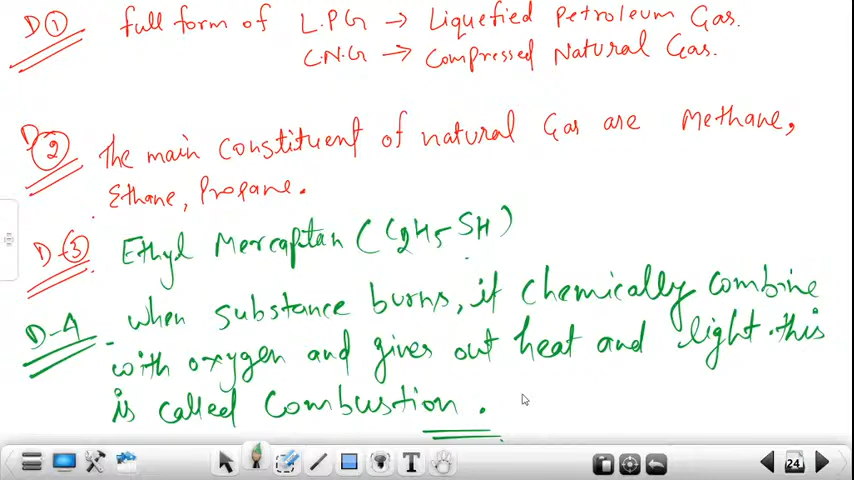 D① full form of L.P.G → Liquefied Petroleum Gas.
C.N.G → Compressed Natural Gas.
D② The main constituent of natural Gas are Methane,
Ethane, Propane.
D-③ Ethyl Mercaptan (C2H5 SH)
D-4 when substance burns, it chemically combine
with oxygen and gives out heat and light. this
is called Combustion.
T
24